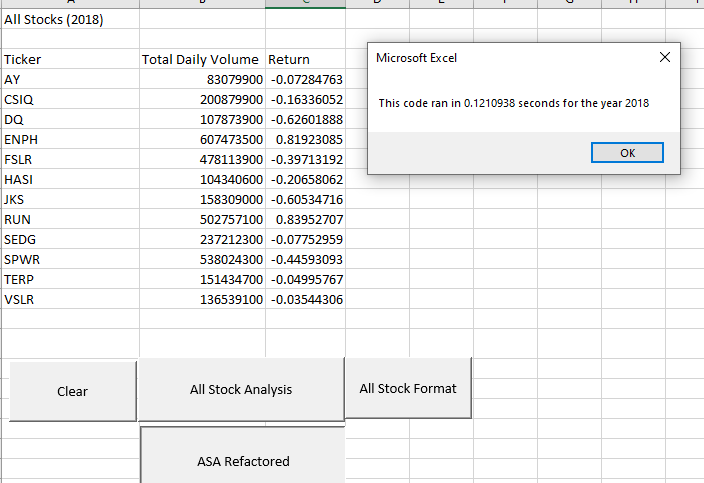 All Stocks (2018)
Microsoft Excel
This code ran in 0.1210938 seconds for the year 2018
OK
Ticker Total Daily Volume Return
AY 83079900 -0.07284763
CSIQ 200879900 -0.16336052
DQ 107873900 -0.62601888
ENPH 607473500 0.81923085
FSLR 478113900 -0.39713192
HASI 104340600 -0.20658062
JKS 158309000 -0.60534716
RUN 502757100 0.83952707
SEDG 237212300 -0.07752959
SPWR 538024300 -0.44593093
TERP 151434700 -0.04995767
VSLR 136539100 -0.03544306
Clear All Stock Analysis All Stock Format
ASA Refactored